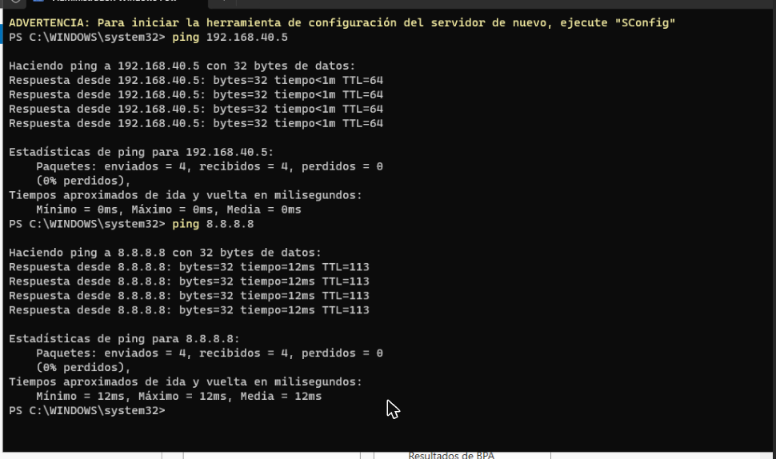 ADVERTENCIA: Para iniciar la herramienta de configuración del servidor de nuevo, ejecute "SConfig"
PS C:\WINDOWS\system32> ping 192.168.40.5
Haciendo ping a 192.168.40.5 con 32 bytes de datos:
Respuesta desde 192.168.40.5: bytes=32 tiempo<1m TTL=64
Respuesta desde 192.168.40.5: bytes=32 tiempo<1m TTL=64
Respuesta desde 192.168.40.5: bytes=32 tiempo<1m TTL=64
Respuesta desde 192.168.40.5: bytes=32 tiempo<1m TTL=64
Estadísticas de ping para 192.168.40.5:
    Paquetes: enviados = 4, recibidos = 4, perdidos = 0
    (0% perdidos),
Tiempos aproximados de ida y vuelta en milisegundos:
    Mínimo = 0ms, Máximo = 0ms, Media = 0ms
PS C:\WINDOWS\system32> ping 8.8.8.8
Haciendo ping a 8.8.8.8 con 32 bytes de datos:
Respuesta desde 8.8.8.8: bytes=32 tiempo=12ms TTL=113
Respuesta desde 8.8.8.8: bytes=32 tiempo=12ms TTL=113
Respuesta desde 8.8.8.8: bytes=32 tiempo=12ms TTL=113
Respuesta desde 8.8.8.8: bytes=32 tiempo=12ms TTL=113
Estadísticas de ping para 8.8.8.8:
    Paquetes: enviados = 4, recibidos = 4, perdidos = 0
    (0% perdidos),
Tiempos aproximados de ida y vuelta en milisegundos:
    Mínimo = 12ms, Máximo = 12ms, Media = 12ms
PS C:\WINDOWS\system32>
Resultados de BPA